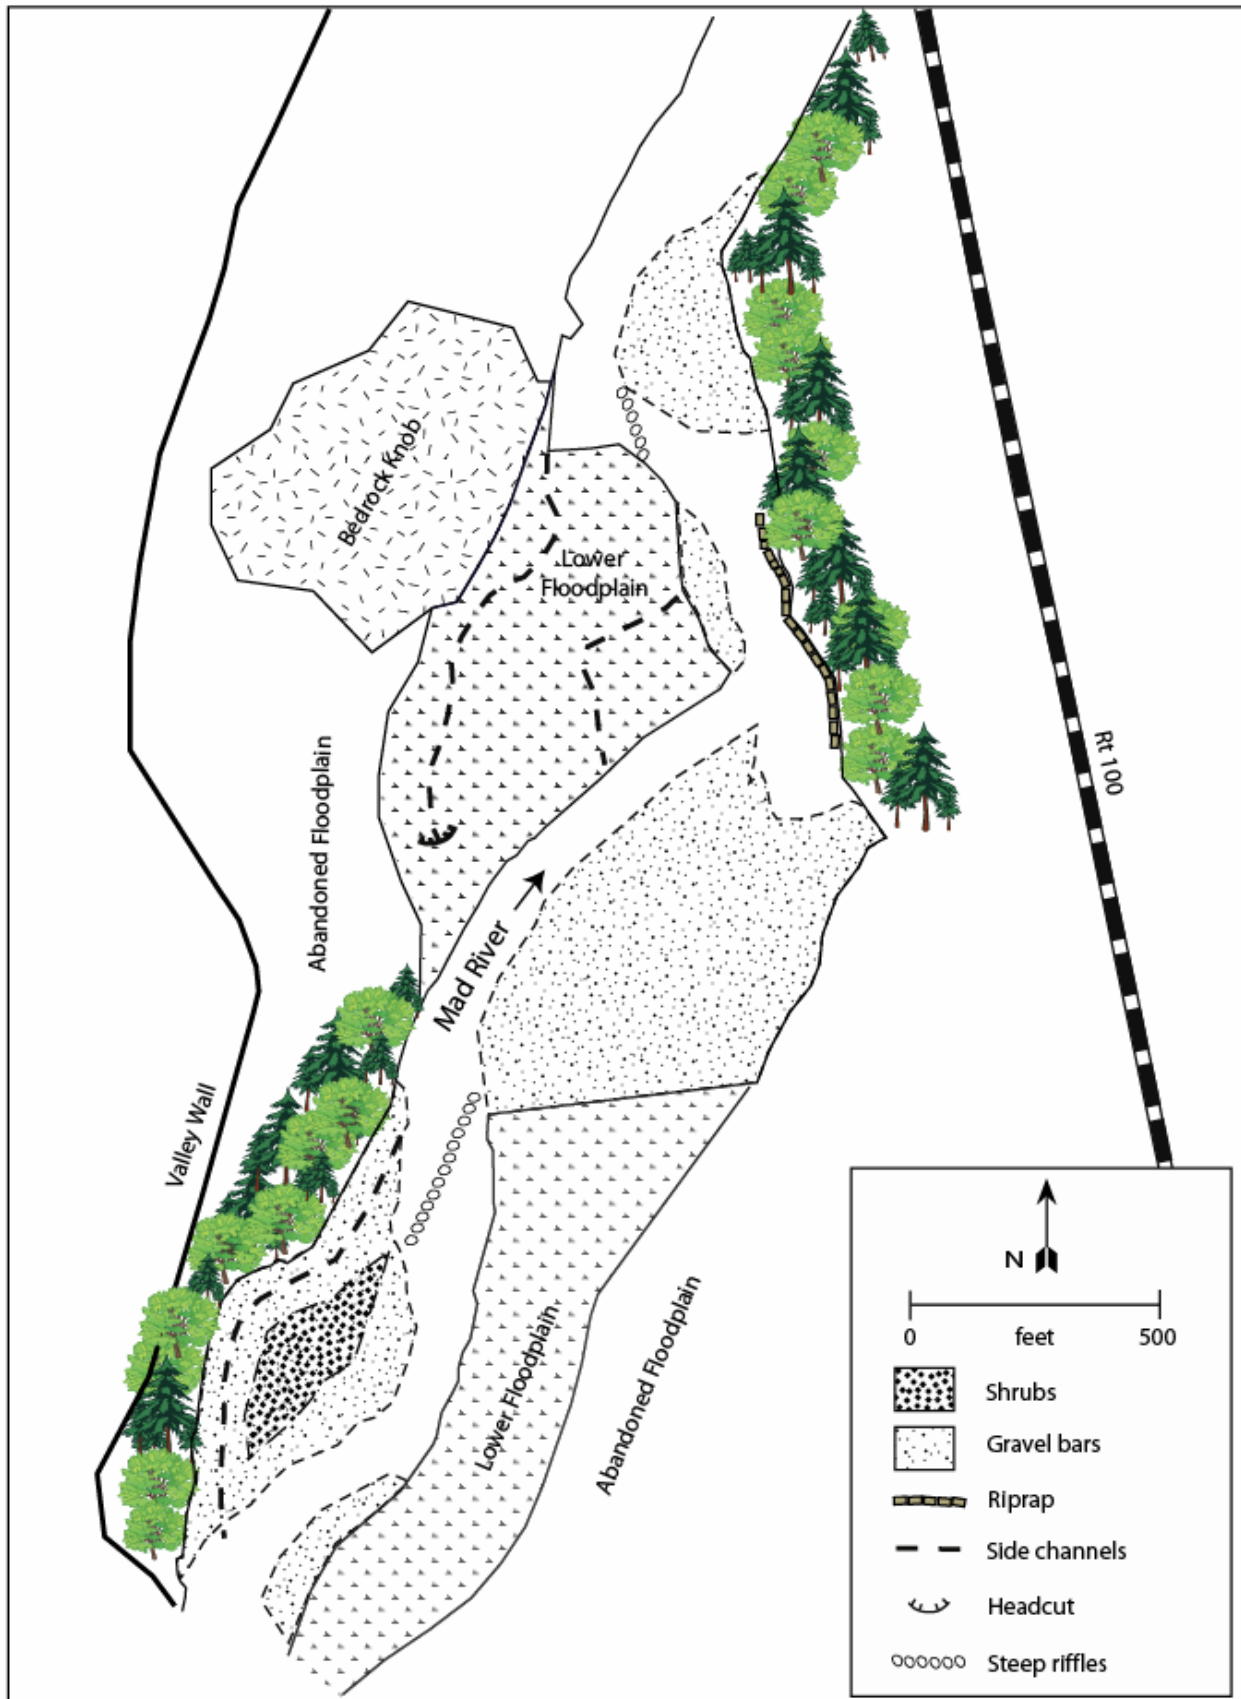 Bedrock Knob
Lower
Floodplain
Rt 100
Abandoned Floodplain
Mad River
Valley Wall
Lower Floodplain
Abandoned Floodplain
N
0 feet 500
Shrubs
Gravel bars
Riprap
Side channels
Headcut
Steep riffles